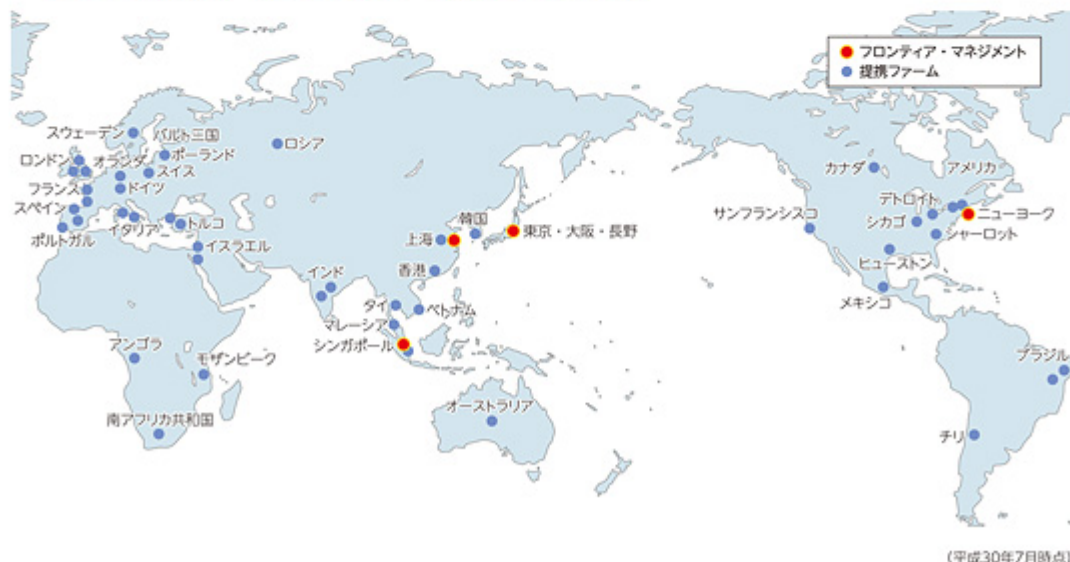 フロンティア・マネジメント
提携ファーム
スウェーデン
バルト三国
ロシア
ロンドン
オランダ
ポーランド
スイス
フランス
ドイツ
スペイン
イタリア
トルコ
ポルトガル
イスラエル
韓国
上海
東京・大阪・長野
香港
インド
タイ
ベトナム
マレーシア
シンガポール
アンゴラ
モザンビーク
南アフリカ共和国
オーストラリア
カナダ
アメリカ
デトロイト
ニューヨーク
サンフランシスコ
シカゴ
シャーロット
ヒューストン
メキシコ
ブラジル
チリ
(平成30年7月時点)